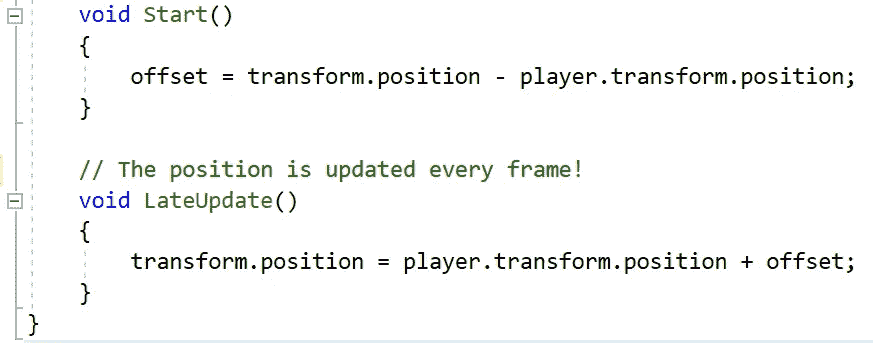 void Start()
{
offset = transform.position - player.transform.position;
}
// The position is updated every frame!
void LateUpdate()
{
transform.position = player.transform.position + offset;
}
}